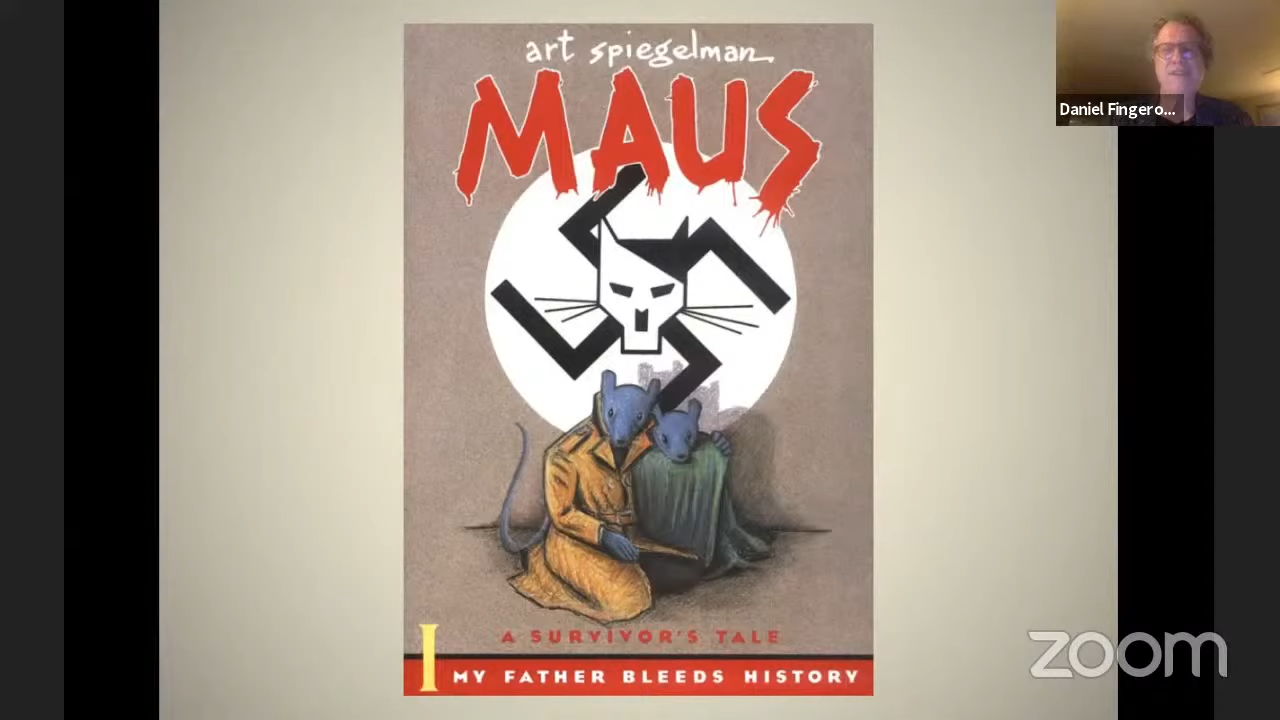 art spiegelman
MAUS
Daniel Fingero...
A SURVIVOR'S TALE
I
MY FATHER BLEEDS HISTORY
zoom